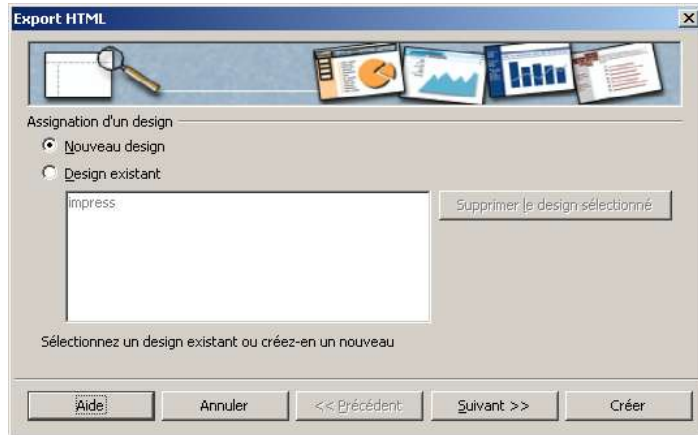 Export HTML
Assignation d'un design
Nouveau design
Design existant
impress
Supprimer le design sélectionné
Sélectionnez un design existant ou créez-en un nouveau
Aide
Annuler
<< Précédent
Suivant >>
Créer